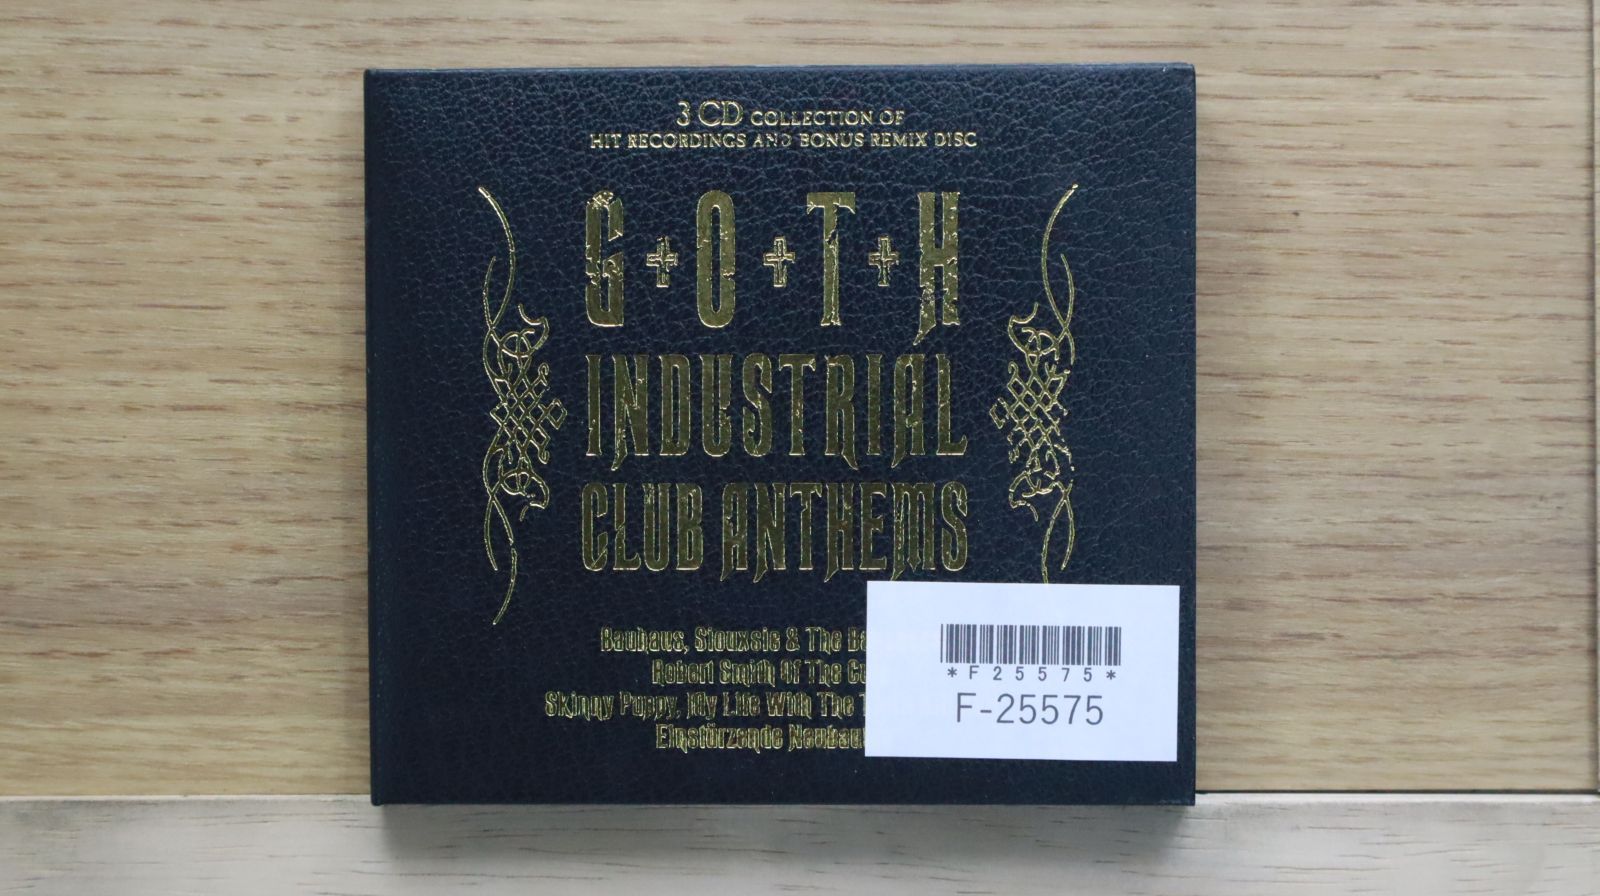 3 CD COLLECTION OF
HIT RECORDINGS AND BONUS REMIX DISC
G+O+T+H
INDUSTRIAL
CLUB ANTHEMS
Bauhaus, Siouxsie & The
Robert Smith Of The
Skinny Puppy, My Life With The
Einstürzende
*F25575*
F-25575